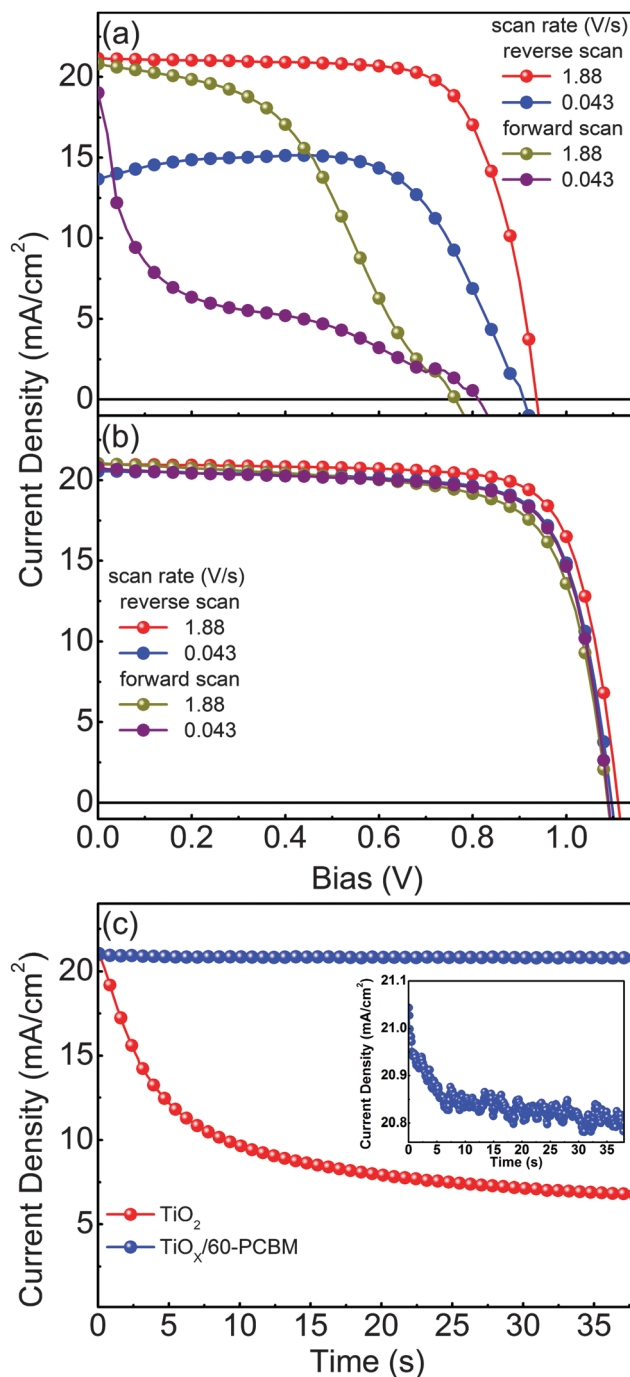 (a)
scan rate (V/s)
reverse scan
1.88
0.043
forward scan
1.88
0.043
20
15
10
5
0
(b)
20
15
10
5
0
scan rate (V/s)
reverse scan
1.88
0.043
forward scan
1.88
0.043
Current Density (mA/cm²)
0.0 0.2 0.4 0.6 0.8 1.0
Bias (V)
(c)
20
15
10
5
Current Density (mA/cm²)
21.1
21.0
20.9
20.8
Current Density (mA/cm²)
0 5 10 15 20 25 30 35
Time (s)
TiO₂
TiOₓ/60-PCBM
0 5 10 15 20 25 30 35
Time (s)